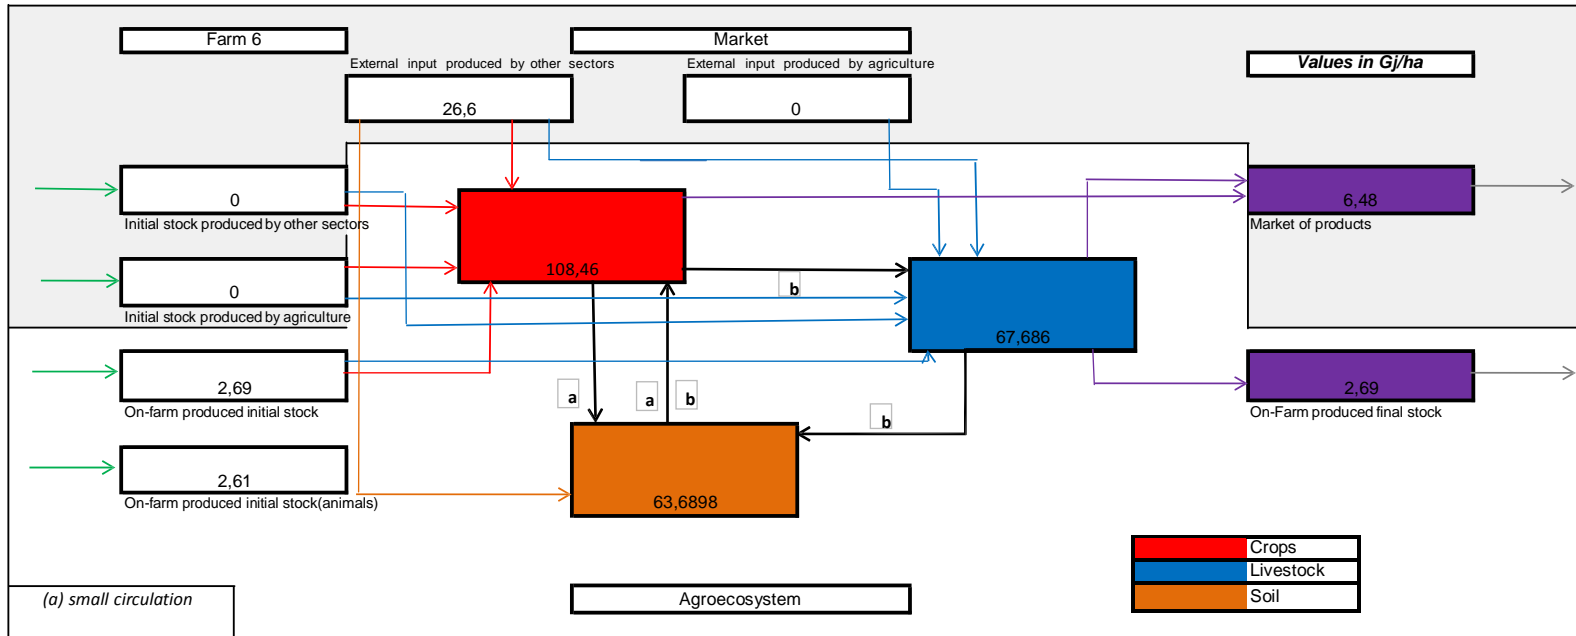 Farm 6
Market
External input produced by other sectors
External input produced by agriculture
Values in Gj/ha
26,6
0
0
Initial stock produced by other sectors
6,48
Market of products
108,46
0
Initial stock produced by agriculture
b
67,686
2,69
On-farm produced initial stock
a
a
b
b
2,69
On-Farm produced final stock
2,61
On-farm produced initial stock(animals)
63,6898
Crops
Livestock
Soil
(a) small circulation
Agroecosystem